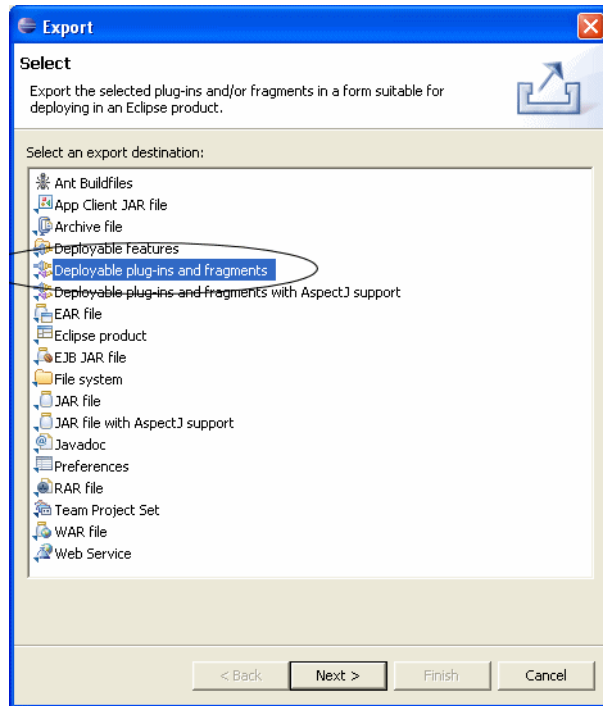 Export
Select
Export the selected plug-ins and/or fragments in a form suitable for
deploying in an Eclipse product.
Select an export destination:
Ant Buildfiles
App Client JAR file
Archive file
Deployable features
Deployable plug-ins and fragments
Deployable plug-ins and fragments with AspectJ support
EAR file
Eclipse product
EJB JAR file
File system
JAR file
JAR file with AspectJ support
Javadoc
Preferences
RAR file
Team Project Set
WAR file
Web Service
< Back Next > Finish Cancel